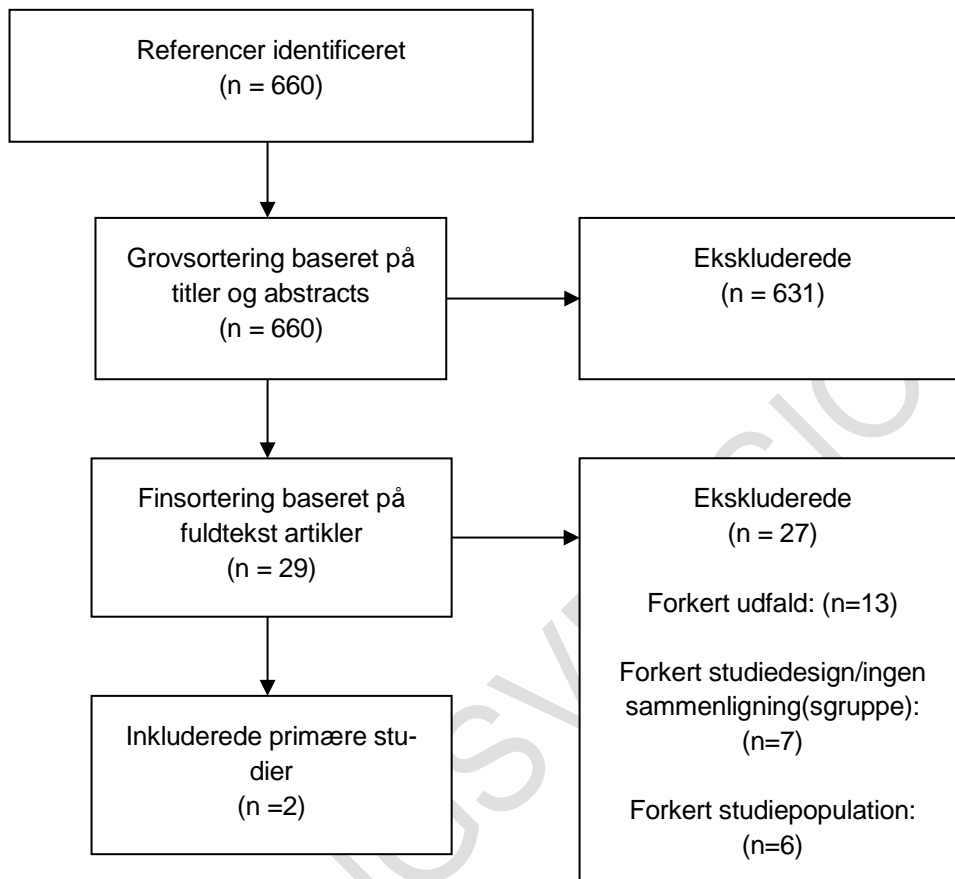 Referencer identificeret
(n = 660)
Grovsortering baseret på
titler og abstracts
(n = 660)
Ekskluderede
(n = 631)
Finsortering baseret på
fuldtekst artikler
(n = 29)
Ekskluderede
(n = 27)
Forkert udfald: (n=13)
Forkert studiedesign/ingen
sammenligning(sgruppe):
(n=7)
Forkert studiepopulation:
(n=6)
Inkluderede primære stu-
dier
(n =2)